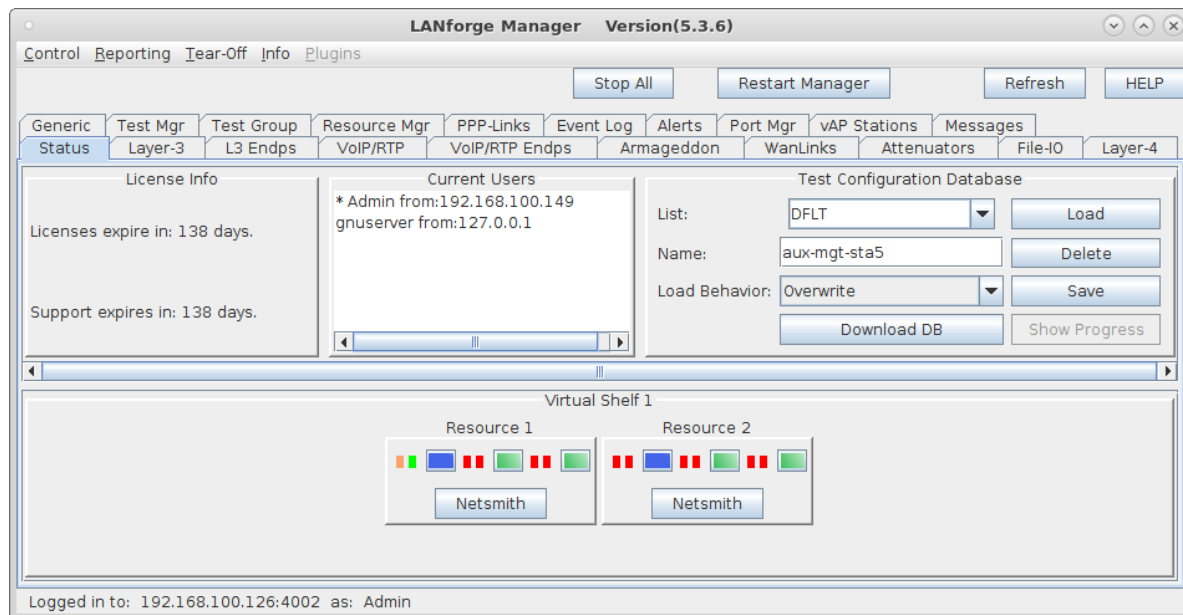 LANforge Manager Version(5.3.6)
Control Reporting Tear-Off Info Plugins
Stop All Restart Manager Refresh HELP
Generic Test Mgr Test Group Resource Mgr PPP-Links Event Log Alerts Port Mgr vAP Stations Messages
Status Layer-3 L3 Endps VoIP/RTP VoIP/RTP Endps Armageddon WanLinks Attenuators File-IO Layer-4
License Info
Licenses expire in: 138 days.
Support expires in: 138 days.
Current Users
* Admin from:192.168.100.149
gnuserver from:127.0.0.1
Test Configuration Database
List: DFLT Load
Name: aux-mgt-sta5 Delete
Load Behavior: Overwrite Save
Download DB Show Progress
Virtual Shelf 1
Resource 1 Resource 2
Netsmith Netsmith
Logged in to: 192.168.100.126:4002 as: Admin